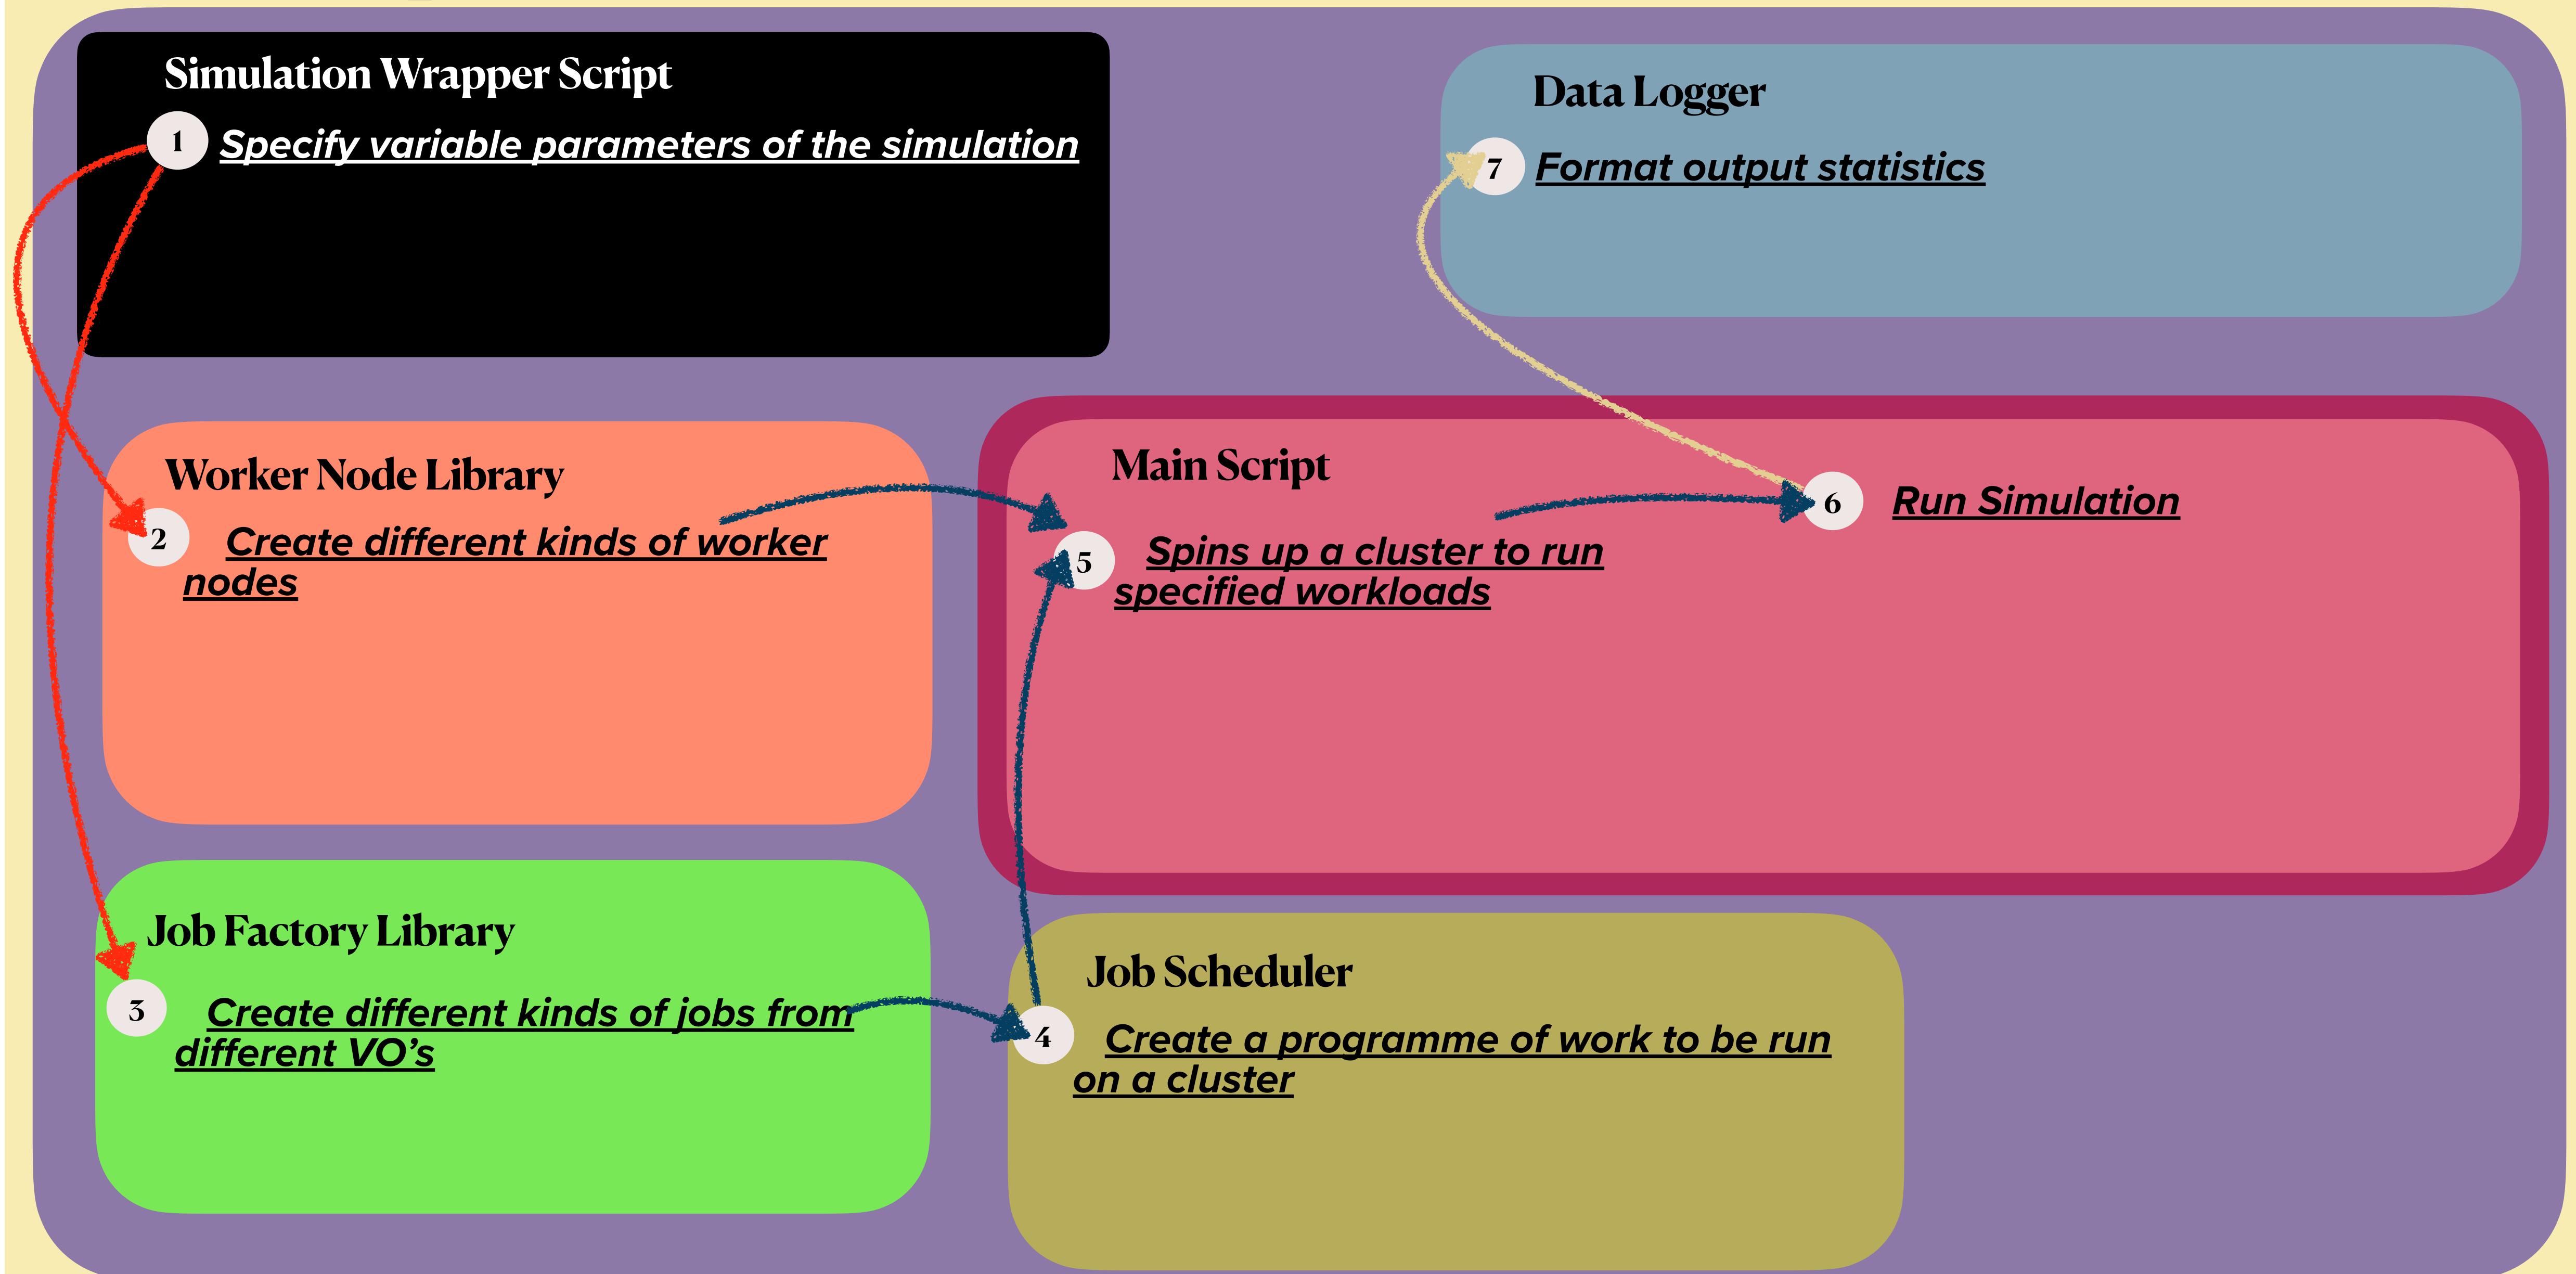 Simulation Wrapper Script
1 Specify variable parameters of the simulation
Data Logger
7 Format output statistics
Worker Node Library
2 Create different kinds of worker
nodes
Main Script
5 Spins up a cluster to run
specified workloads
6 Run Simulation
Job Factory Library
3 Create different kinds of jobs from
different VO’s
Job Scheduler
4 Create a programme of work to be run
on a cluster